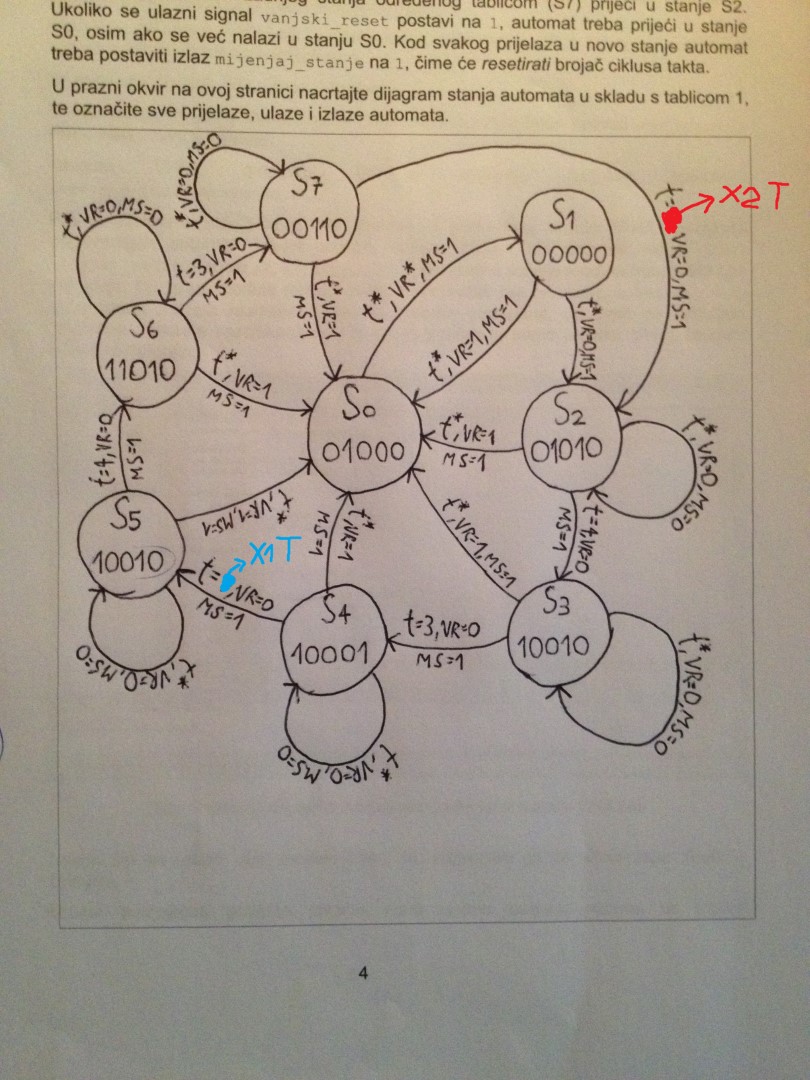 određenog tablicom (S7) prijeći u stanje S2.
Ukoliko se ulazni signal vanjski_reset postavi na 1, automat treba prijeći u stanje
S0, osim ako se već nalazi u stanju S0. Kod svakog prijelaza u novo stanje automat
treba postaviti izlaz mijenjaj_stanje na 1, čime će resetirati brojač ciklusa takta.
U prazni okvir na ovoj stranici nacrtajte dijagram stanja automata u skladu s tablicom 1,
te označite sve prijelaze, ulaze i izlaze automata.
t*,VR=0,MS=0
S7
00110
t=
VR=0,MS=1
X2T
t*,VR=0,MS=0
t=3,VR=0
MS=1
S1
00000
t*,VR*,MS=1
t*,VR=1
MS=1
t*,VR=1,MS=1
t*,VR=0,MS=1
S6
11010
t*,VR=1
MS=1
S0
01000
t*,VR=1
MS=1
S2
01010
t*,VR=0,MS=0
t=4,VR=0
MS=1
S5
10010
t*,VR=1,MS=1
t*,VR=1
MS=1
t*,VR=1,MS=1
MS=1
X1T
t=
,VR=0
MS=1
S4
10001
t=3,VR=0
MS=1
S3
10010
t*,VR=0,MS=0
t*,VR=0,MS=0
t*,VR=0,MS=0
4